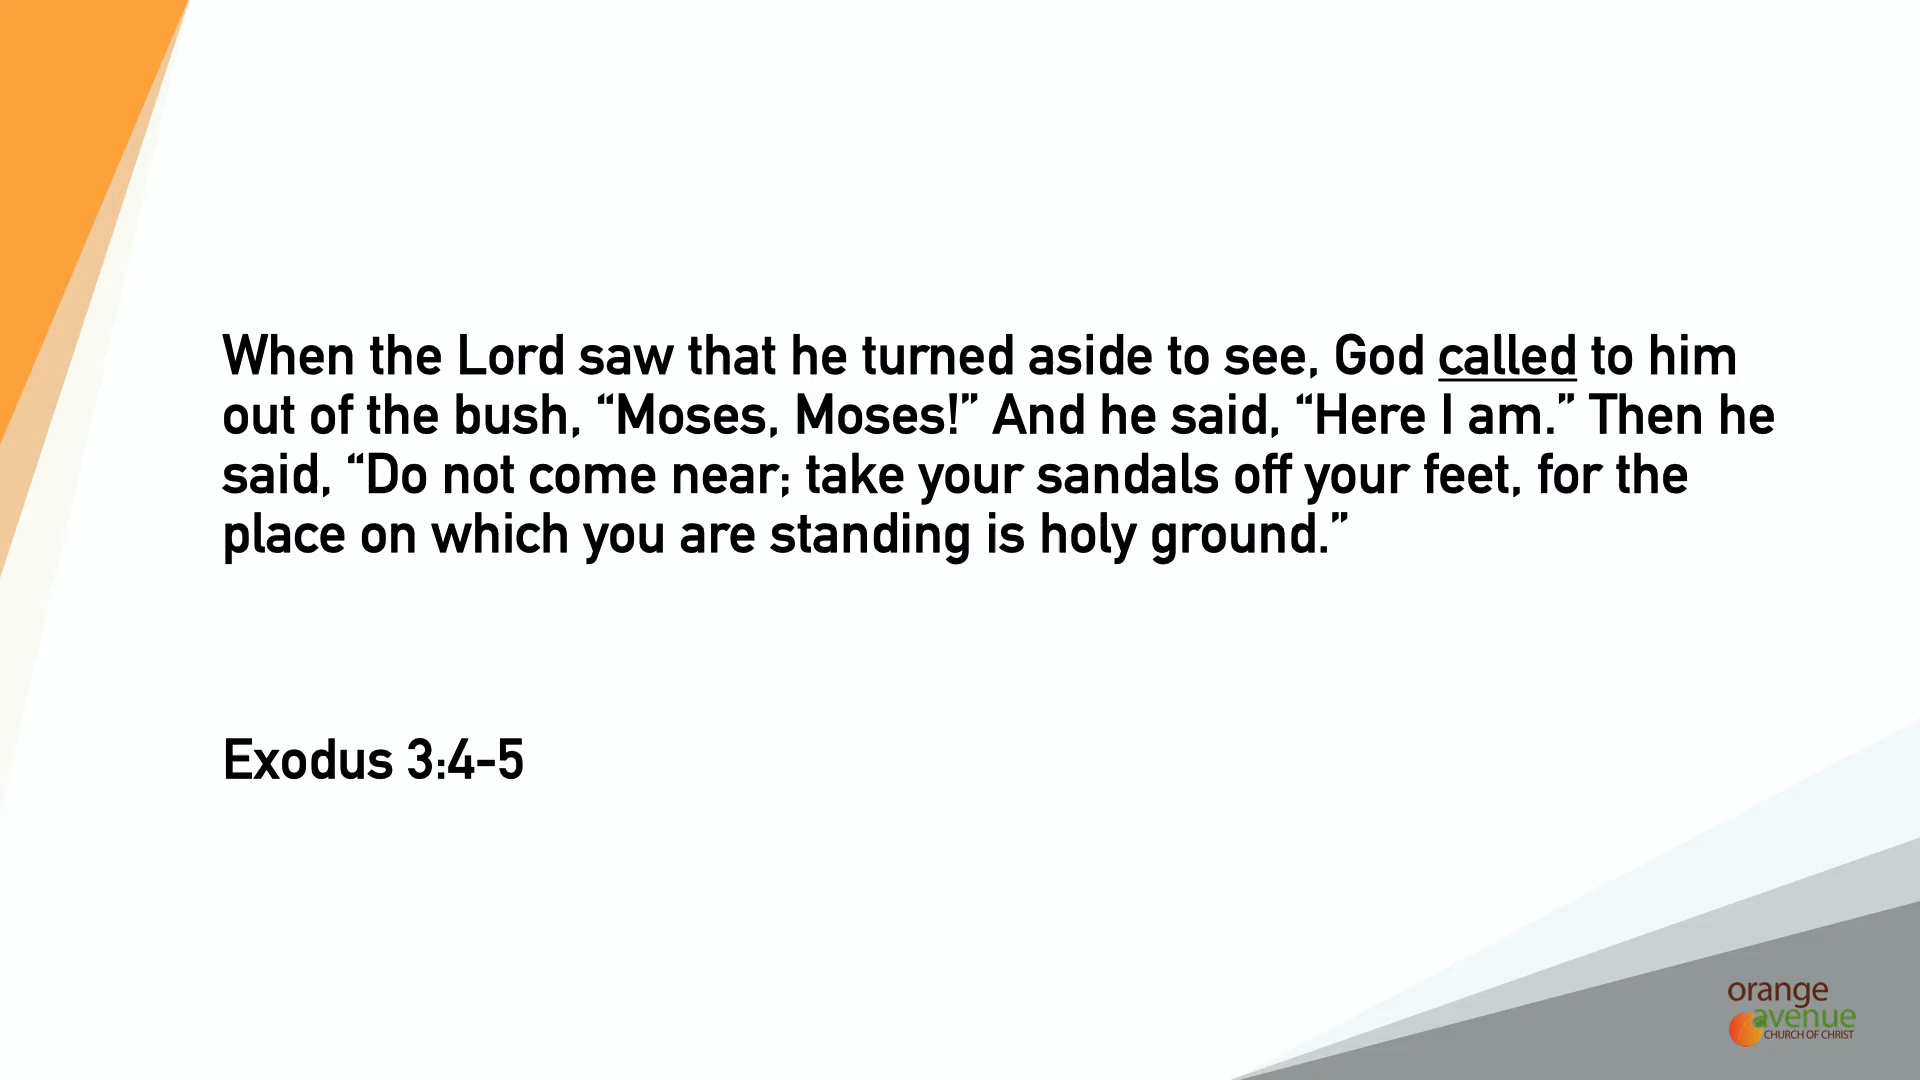 When the Lord saw that he turned aside to see, God called to him
out of the bush, “Moses, Moses!” And he said, “Here I am.” Then he
said, “Do not come near; take your sandals off your feet, for the
place on which you are standing is holy ground.”
Exodus 3:4-5
orange
avenue
CHURCH OF CHRIST